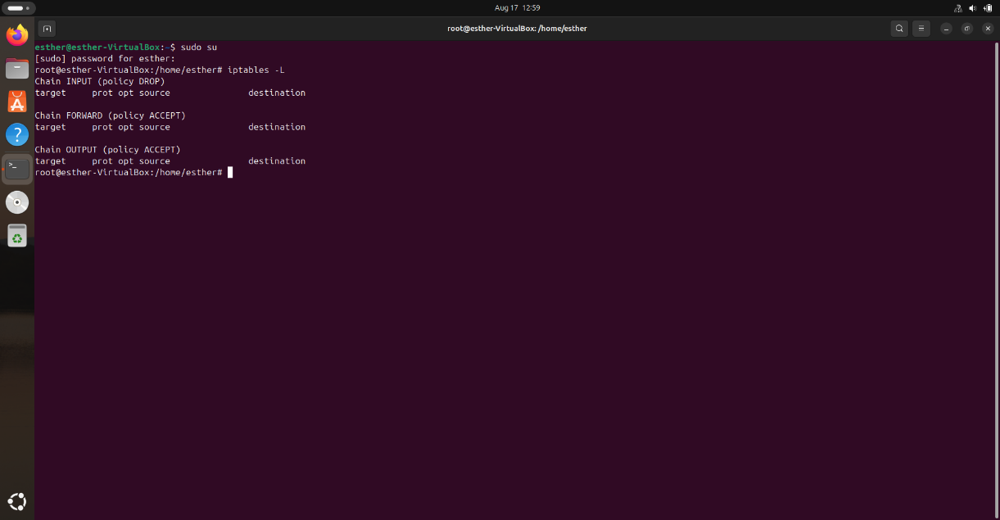 Aug 17 12:59
root@esther-VirtualBox: /home/esther
esther@esther-VirtualBox:~$ sudo su
[sudo] password for esther:
root@esther-VirtualBox:/home/esther# iptables -L
Chain INPUT (policy DROP)
target     prot opt source               destination
Chain FORWARD (policy ACCEPT)
target     prot opt source               destination
Chain OUTPUT (policy ACCEPT)
target     prot opt source               destination
root@esther-VirtualBox:/home/esther#